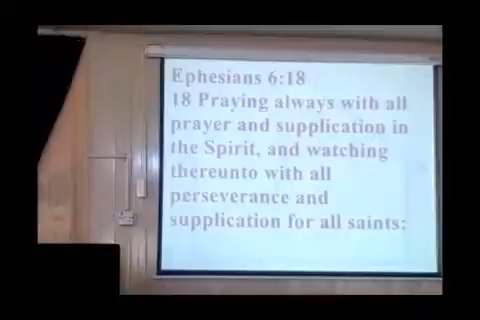 Ephesians 6:18
18 Praying always with all
prayer and supplication in
the Spirit, and watching
thereunto with all
perseverance and
supplication for all saints: